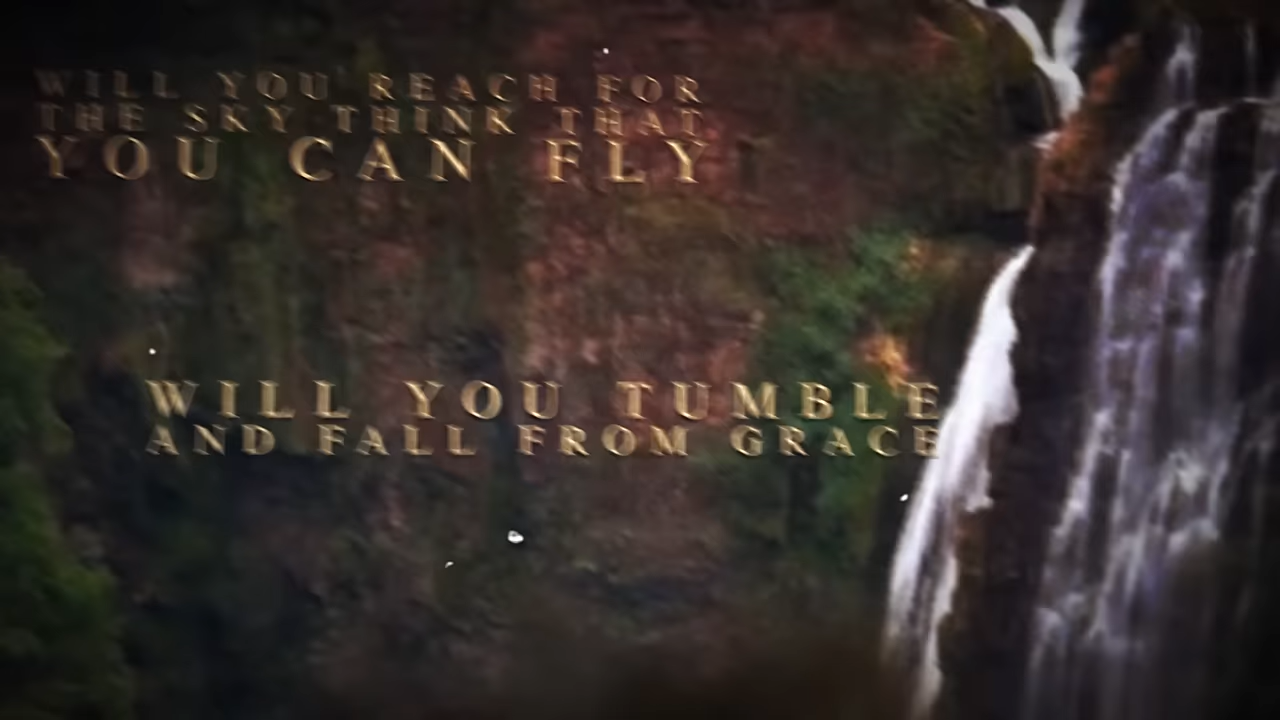 WILL YOU REACH FOR
THE SKY THINK THAT
YOU CAN FLY
WILL YOU TUMBLE
AND FALL FROM GRACE